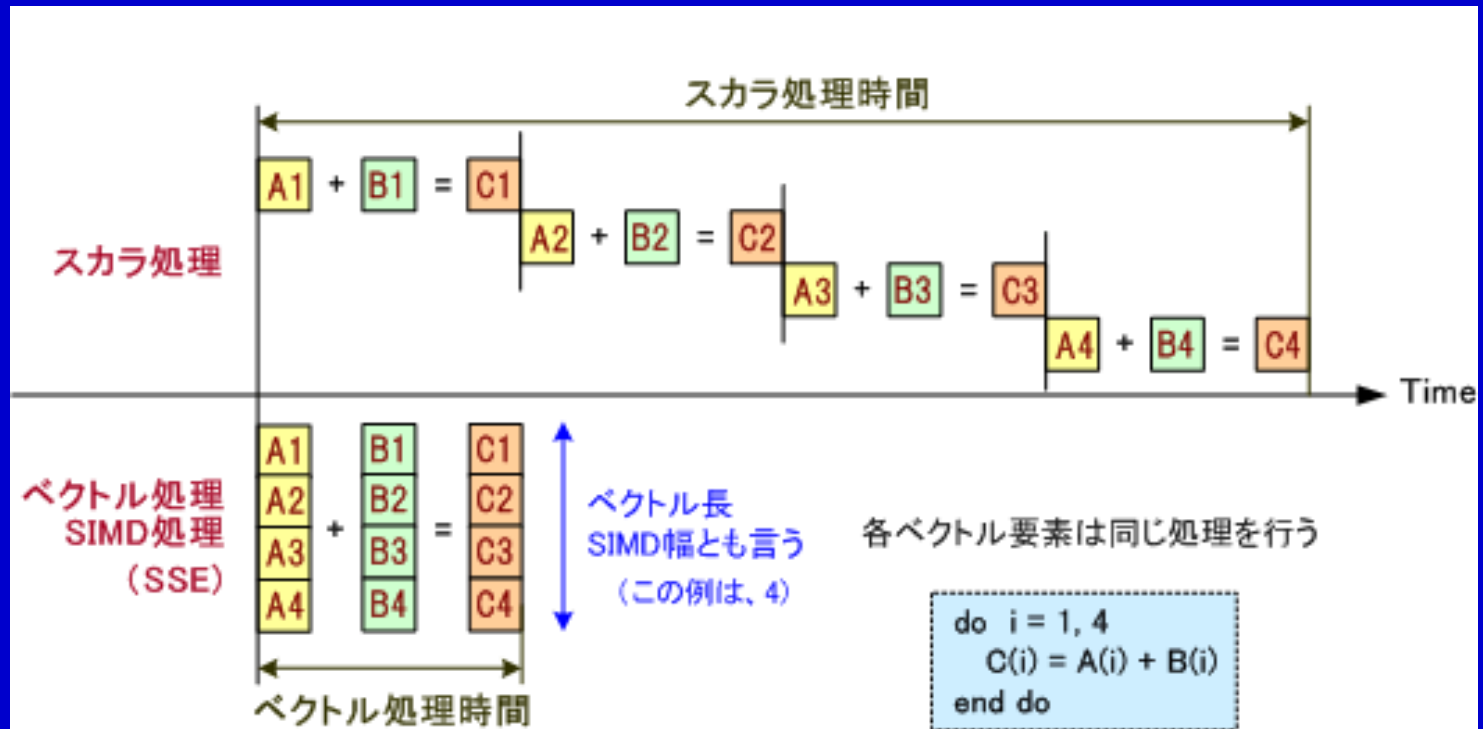 スカラ処理時間
A1 + B1 = C1
A2 + B2 = C2
スカラ処理
A3 + B3 = C3
A4 + B4 = C4
Time
A1 B1 C1
A2 B2 C2
+ =
A3 B3 C3
A4 B4 C4
ベクトル処理
SIMD処理
（SSE）
ベクトル長
SIMD幅とも言う
（この例は、4）
各ベクトル要素は同じ処理を行う
do i = 1, 4
C(i) = A(i) + B(i)
end do
ベクトル処理時間